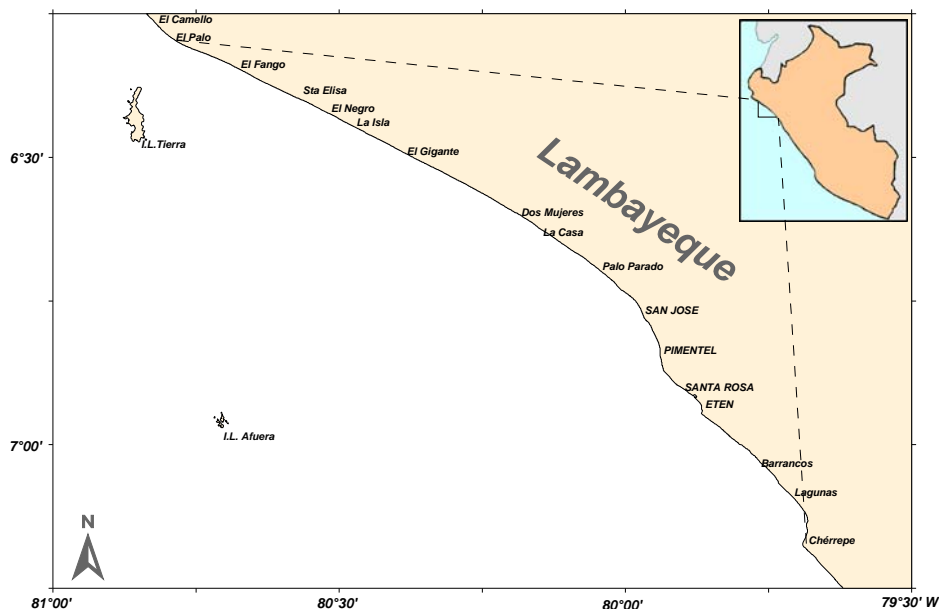 El Camello
El Palo
El Fango
Sta Elisa
El Negro
La Isla
I.L.Tierra
El Gigante
6°50'
Lambayeque
Dos Mujeres
La Casa
Palo Parado
SAN JOSE
PIMENTEL
SANTA ROSA
ETEN
I.L. Afuera
7°00'
Barrancos
Lagunas
N
Chérrepe
81°00'
80°50'
80°00'
79°30' W